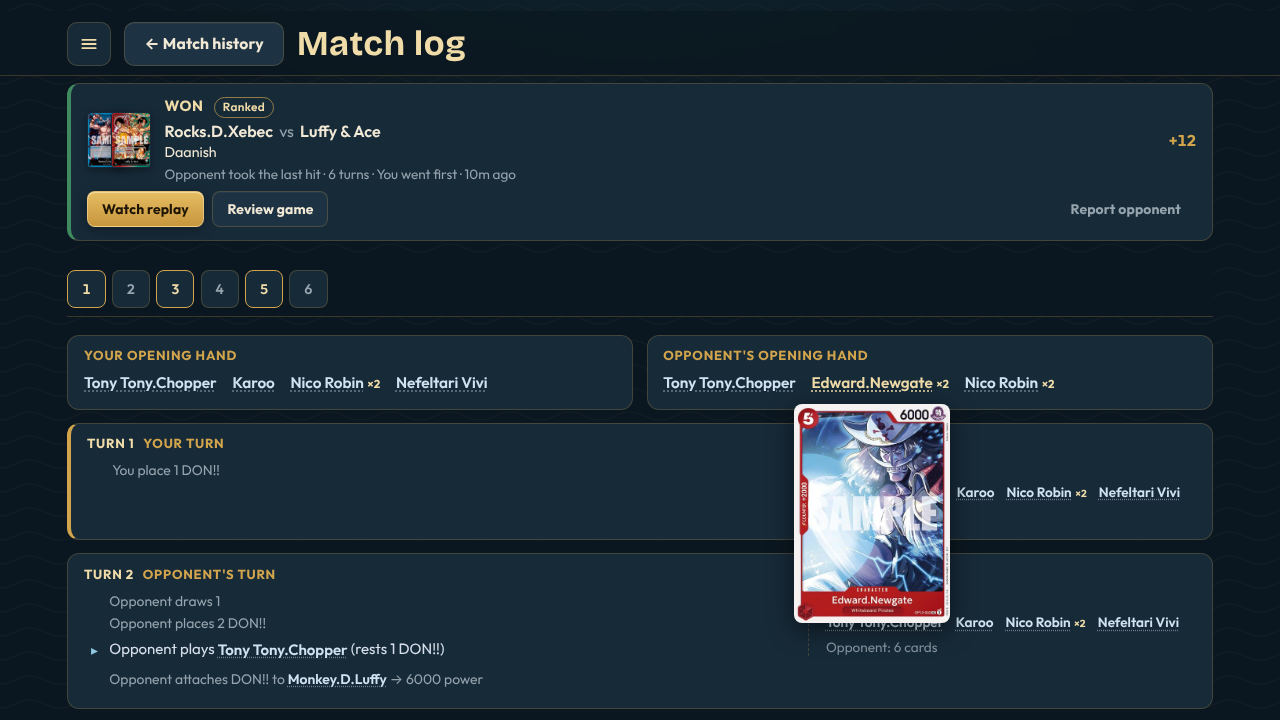 ← Match history
Match log
SAMPLE
WON Ranked
Rocks.D.Xebec vs Luffy & Ace
Daanish
Opponent took the last hit · 6 turns · You went first · 10m ago
+12
Watch replay
Review game
Report opponent
1 2 3 4 5 6
YOUR OPENING HAND
Tony Tony.Chopper Karoo Nico Robin ×2 Nefeltari Vivi
OPPONENT'S OPENING HAND
Tony Tony.Chopper Edward.Newgate ×2 Nico Robin ×2
5
6000
SAMPLE
CHARACTER
Edward.Newgate
Whitebeard Pirates
TURN 1 YOUR TURN
You place 1 DON!!
Karoo Nico Robin ×2 Nefeltari Vivi
TURN 2 OPPONENT'S TURN
Opponent draws 1
Opponent places 2 DON!!
▸ Opponent plays Tony Tony.Chopper (rests 1 DON!!)
Opponent attaches DON!! to Monkey.D.Luffy → 6000 power
Tony Tony.Chopper Karoo Nico Robin ×2 Nefeltari Vivi
Opponent: 6 cards